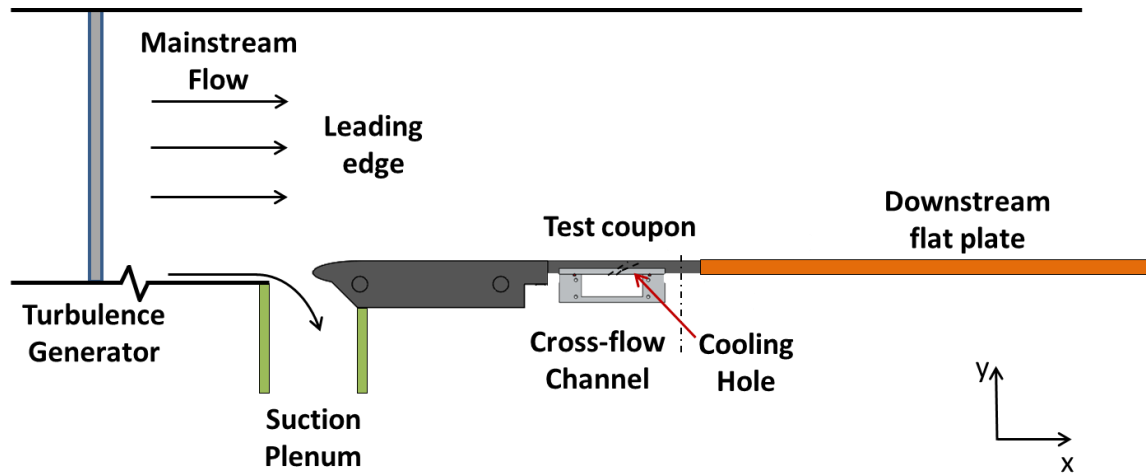 Mainstream
Flow
Leading
edge
Test coupon
Downstream
flat plate
Turbulence
Generator
Cross-flow
Channel
Cooling
Hole
Suction
Plenum
y
x